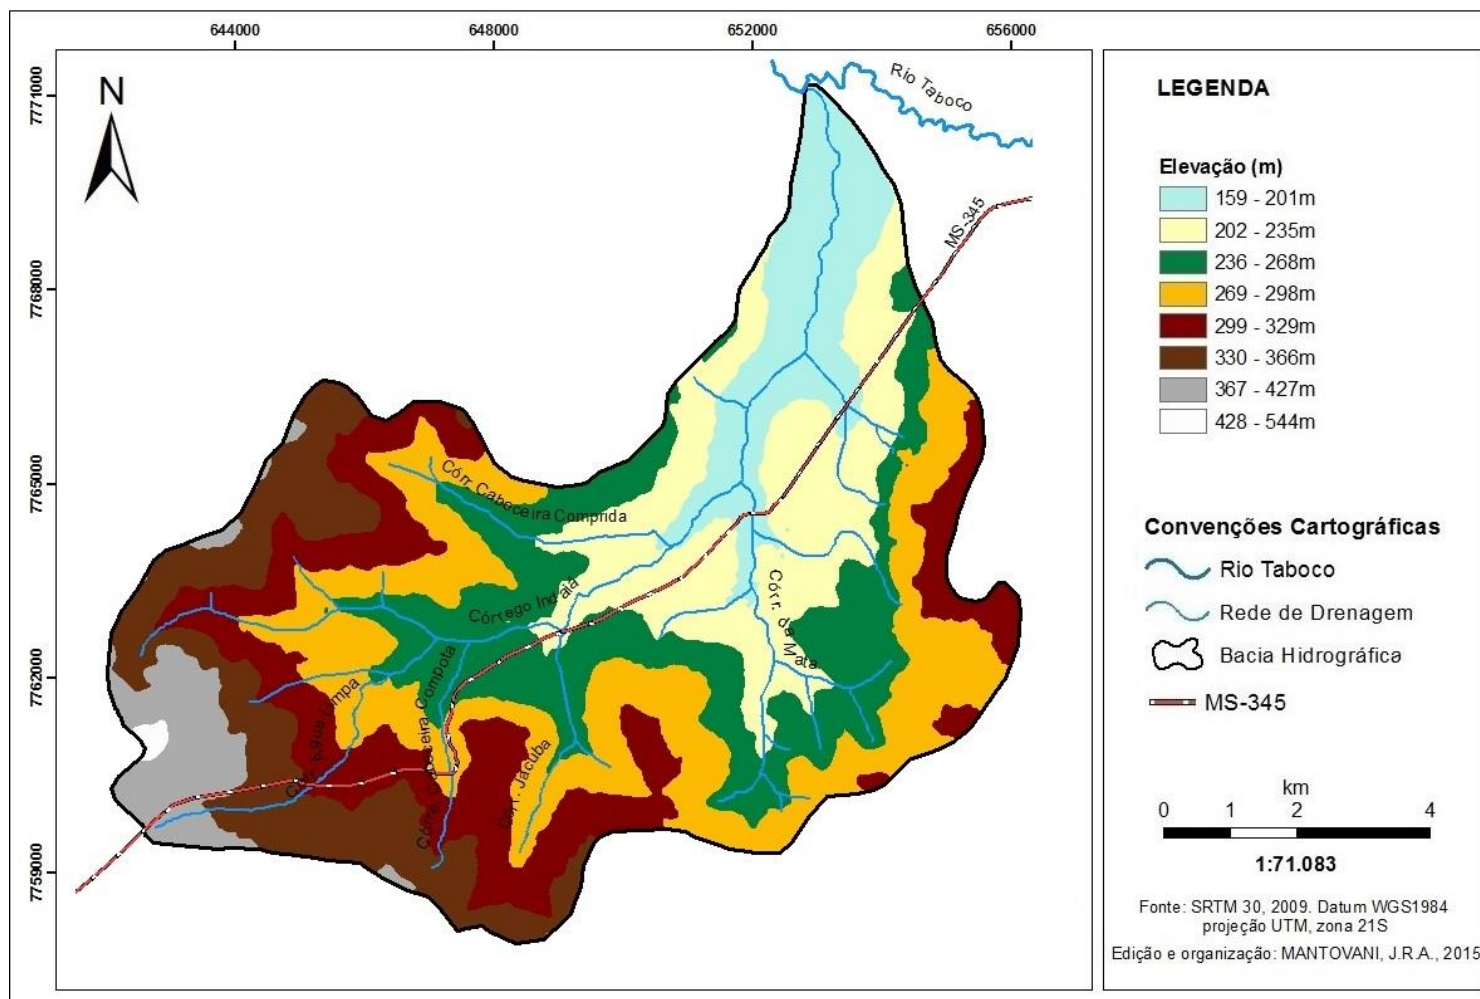 644000 648000 652000 656000
7771000
7768000
7765000
7762000
7759000
N
Rio Taboco
MS-345
Córr Cabeceira Comprida
Córrego Indaiá
Córr. da Mata
Córr. Água Limpa
Córre. Cabeceira Compota
Córr. Jacuba
LEGENDA
Elevação (m)
159 - 201m
202 - 235m
236 - 268m
269 - 298m
299 - 329m
330 - 366m
367 - 427m
428 - 544m
Convenções Cartográficas
Rio Taboco
Rede de Drenagem
Bacia Hidrográfica
MS-345
km
0 1 2 4
1:71.083
Fonte: SRTM 30, 2009. Datum WGS1984
projeção UTM, zona 21S
Edição e organização: MANTOVANI, J.R.A., 2015